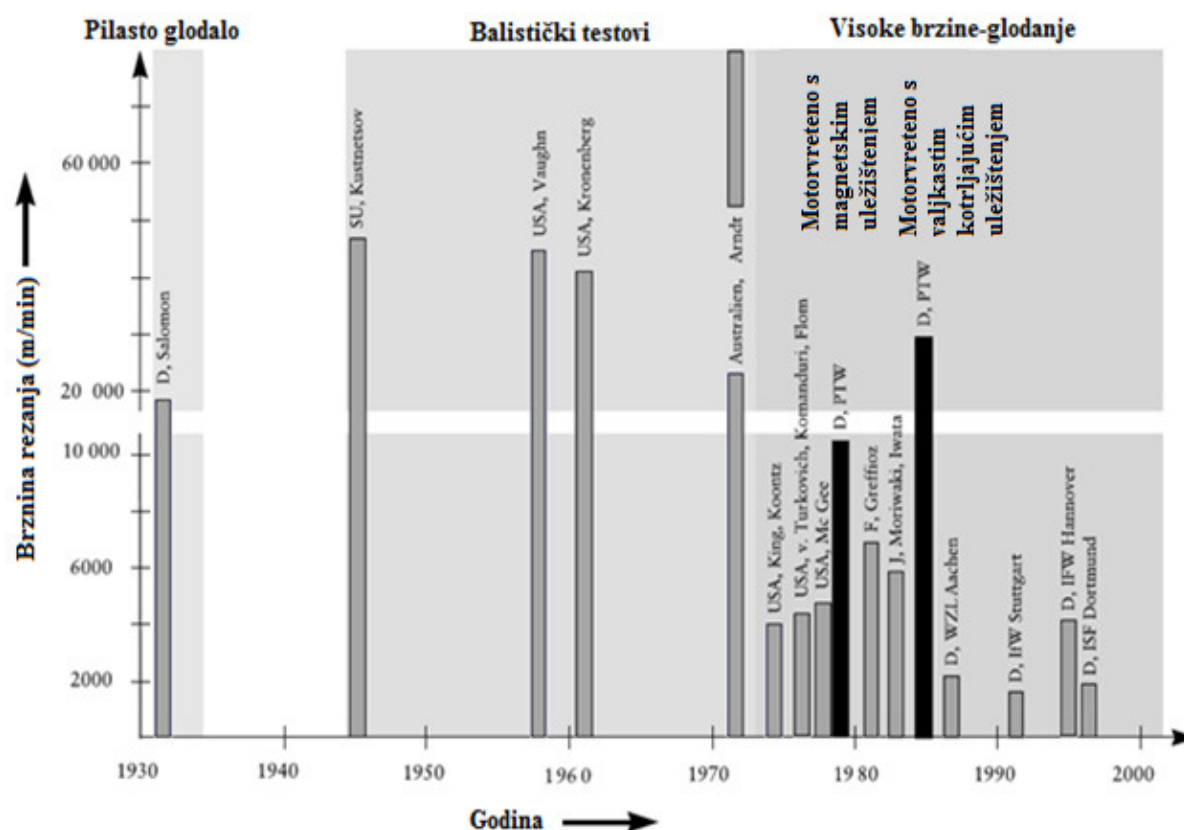 Pilasto glodalo
Balistički testovi
Visoke brzine-glodanje
Brznina rezanja (m/min)
60 000
20 000
10 000
6000
2000
D, Salomon
SU, Kustnetsov
USA, Vaughn
USA, Kronenberg
Australien, Arndt
USA, King, Koontz
USA, v. Turkovich, Komanduri, Flom
USA, Mc Gee
D, PTW
F, Greffioz
J, Moriwaki, Iwata
D, PTW
D, WZL Aachen
D, IfW Stuttgart
D, IFW Hannover
D, ISF Dortmund
Motorvreteno s
magnetskim
uležištenjem
Motorvreteno s
valjkastim
kotrljajućim
uležištenjem
1930
1940
1950
1960
1970
1980
1990
2000
Godina